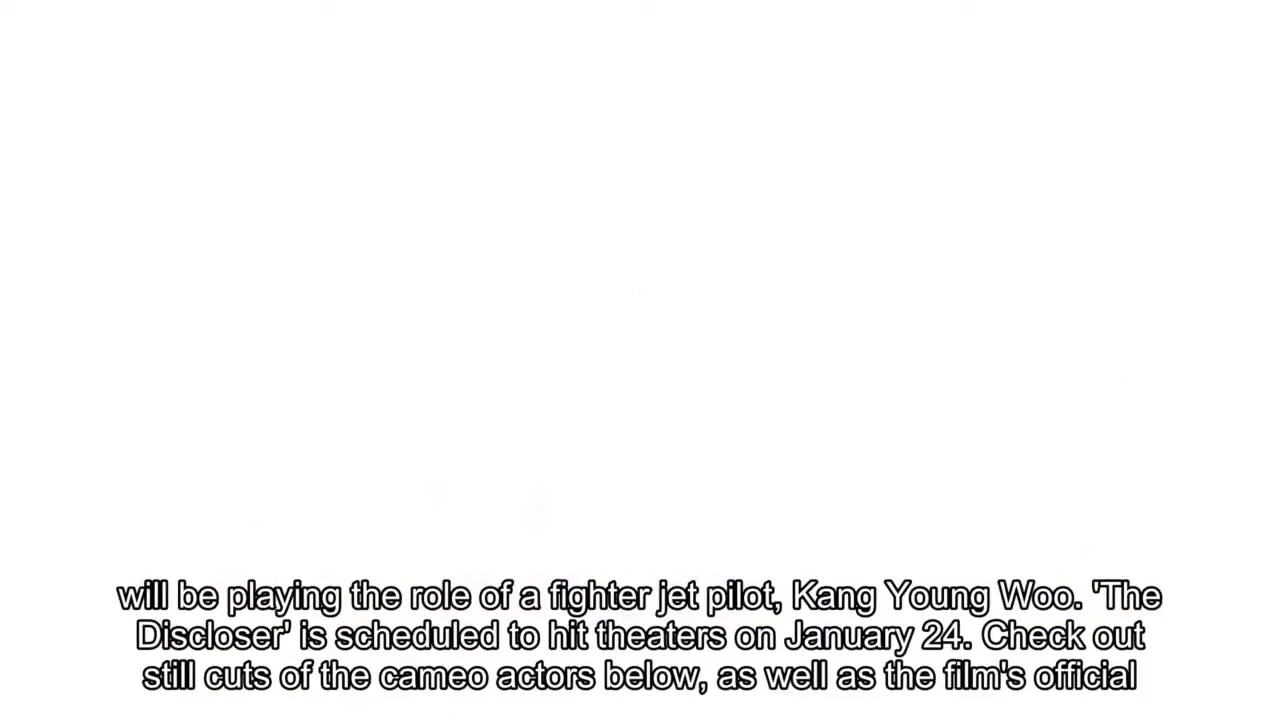 will be playing the role of a fighter jet pilot, Kang Young Woo. 'The
Discloser' is scheduled to hit theaters on January 24. Check out
still cuts of the cameo actors below, as well as the film's official